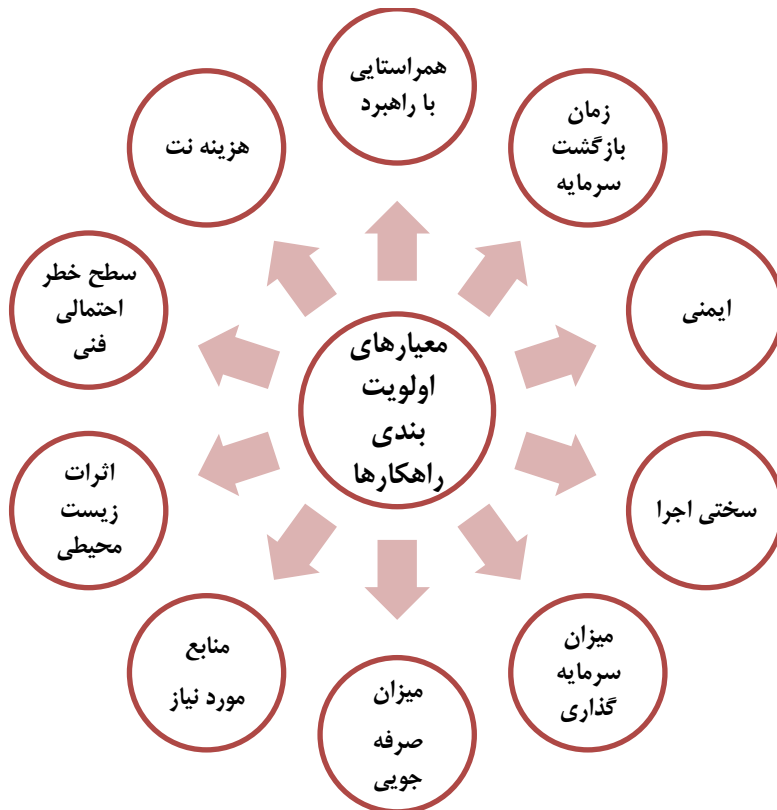 معیارهای
اولویت
بندی
راهکارها
همراستایی
با راهبرد
زمان
بازگشت
سرمایه
ایمنی
سختی اجرا
میزان
سرمایه
گذاری
میزان
صرفه
جویی
منابع
مورد نیاز
اثرات
زیست
محیطی
سطح خطر
احتمالی
فنی
هزینه نت